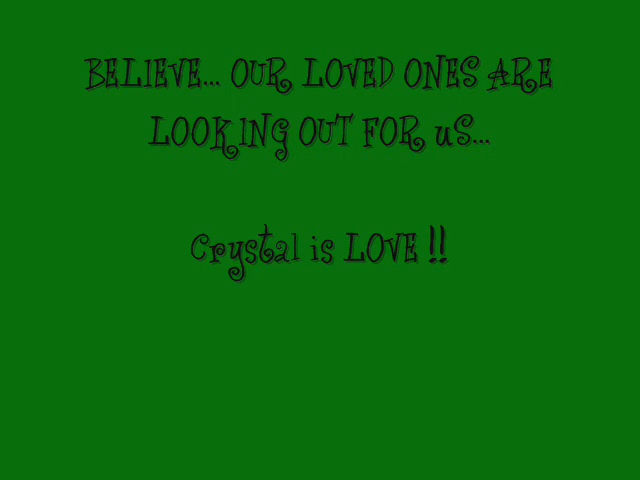 BELIEVE... OUR LOVED ONES ARE
LOOKING OUT FOR uS...
Crystal is LOVE !!